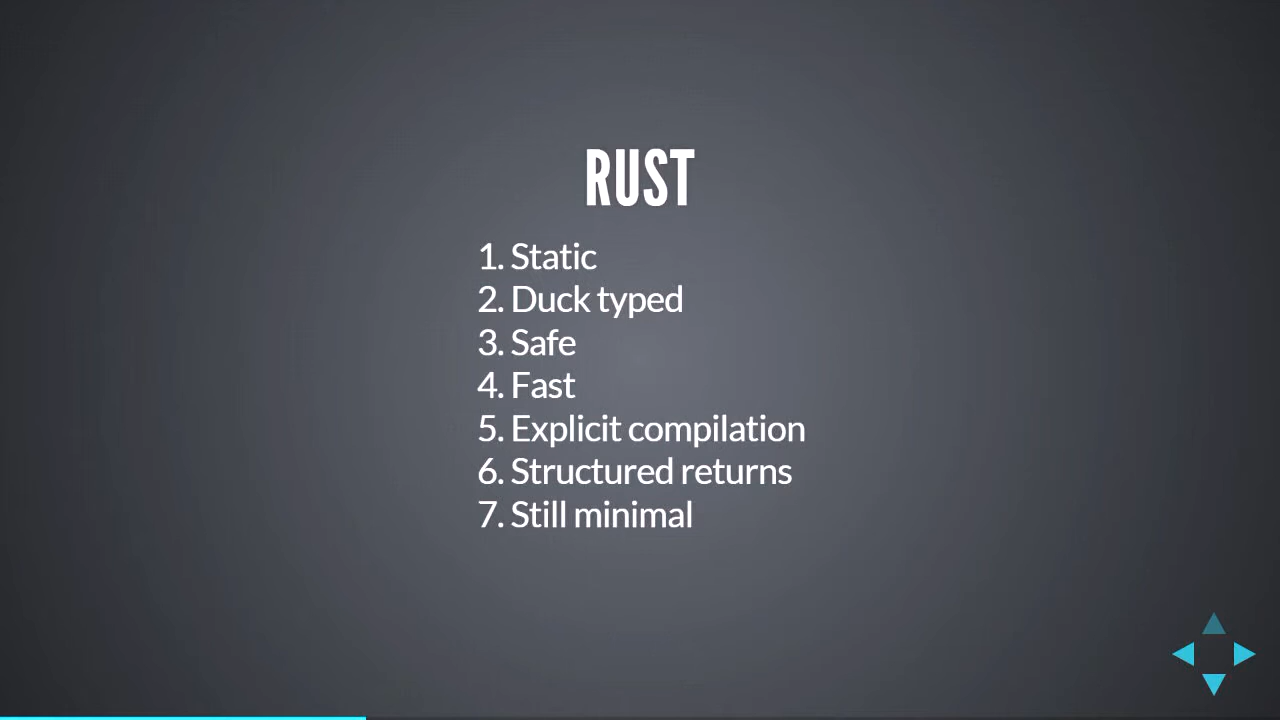 RUST
1. Static
2. Duck typed
3. Safe
4. Fast
5. Explicit compilation
6. Structured returns
7. Still minimal